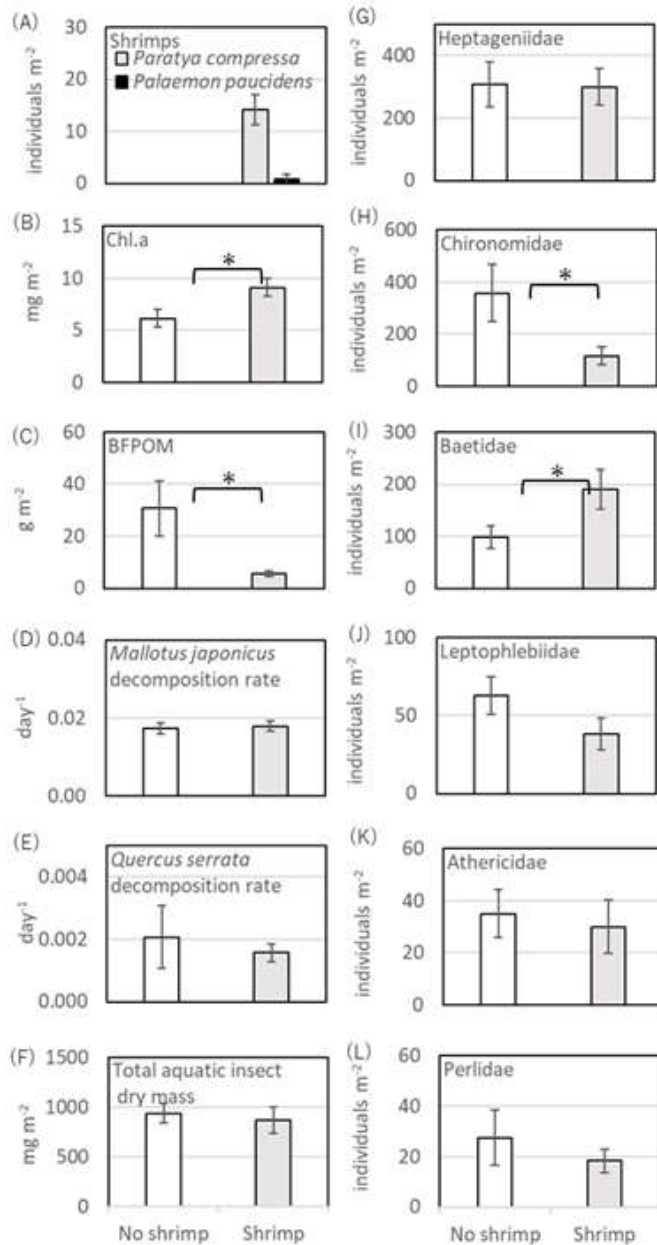 (A)
30
20
10
0
individuals m⁻²
Shrimps
Paratya compressa
Palaemon paucidens
(B)
15
10
5
0
mg m⁻²
Chl.a
*
(C)
60
40
20
0
g m⁻²
BFPOM
*
(D)
0.04
0.02
0.00
day⁻¹
Mallotus japonicus
decomposition rate
(E)
0.004
0.002
0.000
day⁻¹
Quercus serrata
decomposition rate
(F)
1500
1000
500
0
mg m⁻²
Total aquatic insect
dry mass
No shrimp Shrimp
(G)
400
200
0
individuals m⁻²
Heptageniidae
(H)
600
400
200
0
individuals m⁻²
Chironomidae
*
(I)
300
200
100
0
individuals m⁻²
Baetidae
*
(J)
100
50
0
individuals m⁻²
Leptophlebiidae
(K)
60
40
20
0
individuals m⁻²
Athericidae
(L)
60
40
20
0
individuals m⁻²
Perlidae
No shrimp Shrimp